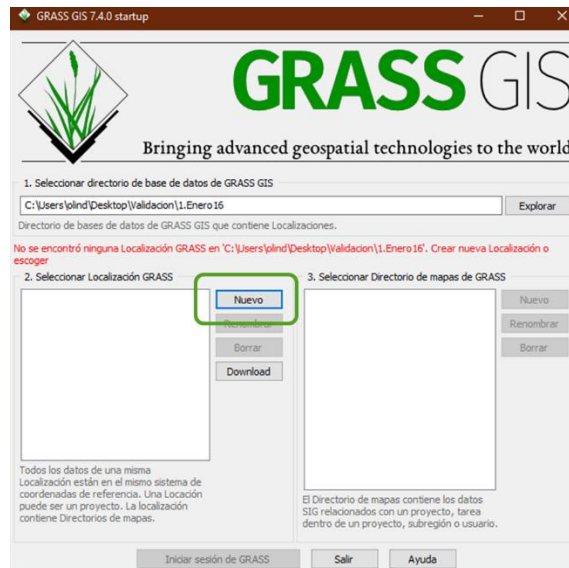 GRASS GIS 7.4.0 startup
GRASS GIS
Bringing advanced geospatial technologies to the world
1. Seleccionar directorio de base de datos de GRASS GIS
C:\Users\plind\Desktop\Validacion\1.Enero16
Explorar
Directorio de bases de datos de GRASS GIS que contiene Localizaciones.
No se encontró ninguna Localización GRASS en 'C:\Users\plind\Desktop\Validacion\1.Enero16'. Crear nueva Localización o
escoger
2. Seleccionar Localización GRASS
Nuevo
Renombrar
Borrar
Download
Todos los datos de una misma
Localización están en el mismo sistema de
coordenadas de referencia. Una Locación
puede ser un proyecto. La localización
contiene Directorios de mapas.
3. Seleccionar Directorio de mapas de GRASS
Nuevo
Renombrar
Borrar
El Directorio de mapas contiene los datos
SIG relacionados con un proyecto, tarea
dentro de un proyecto, subregión o usuario.
Iniciar sesión de GRASS
Salir
Ayuda